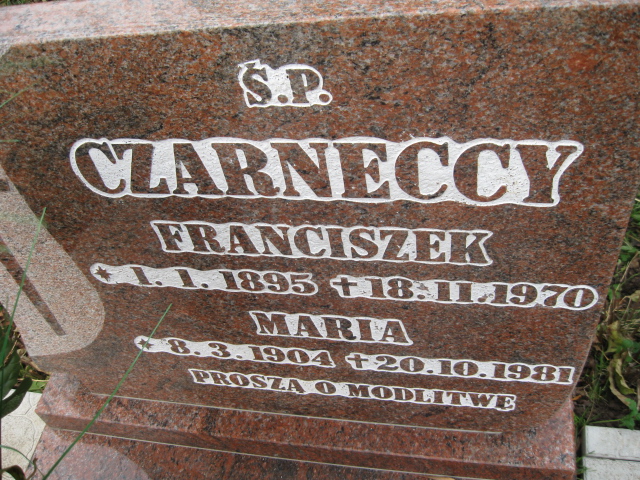 Ś.P.
CZARNECCY
FRANCISZEK
* 1. 1. 1895 ✝ 18.11.1970
MARIA
* 8. 3. 1904 ✝ 20.10.1981
PROSZĄ O MODLITWĘ